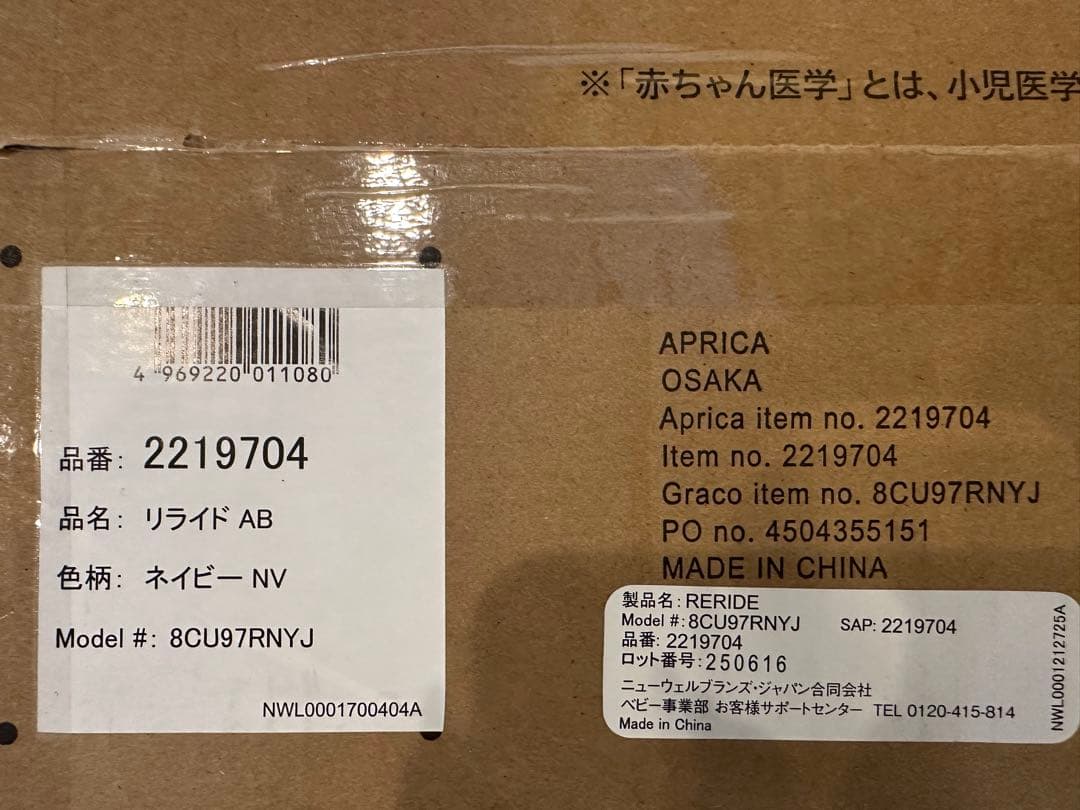 ※「赤ちゃん医学」とは、小児医学
4 969220 011080
品番: 2219704
品名: リライド AB
色柄: ネイビー NV
Model #: 8CU97RNYJ
NWL0001700404A
APRICA
OSAKA
Aprica item no. 2219704
Item no. 2219704
Graco item no. 8CU97RNYJ
PO no. 4504355151
MADE IN CHINA
製品名: RERIDE
Model #: 8CU97RNYJ SAP: 2219704
品番: 2219704
ロット番号: 250616
ニューウェルブランズ・ジャパン合同会社
ベビー事業部 お客様サポートセンター TEL 0120-415-814
Made in China
NWL0001212725A